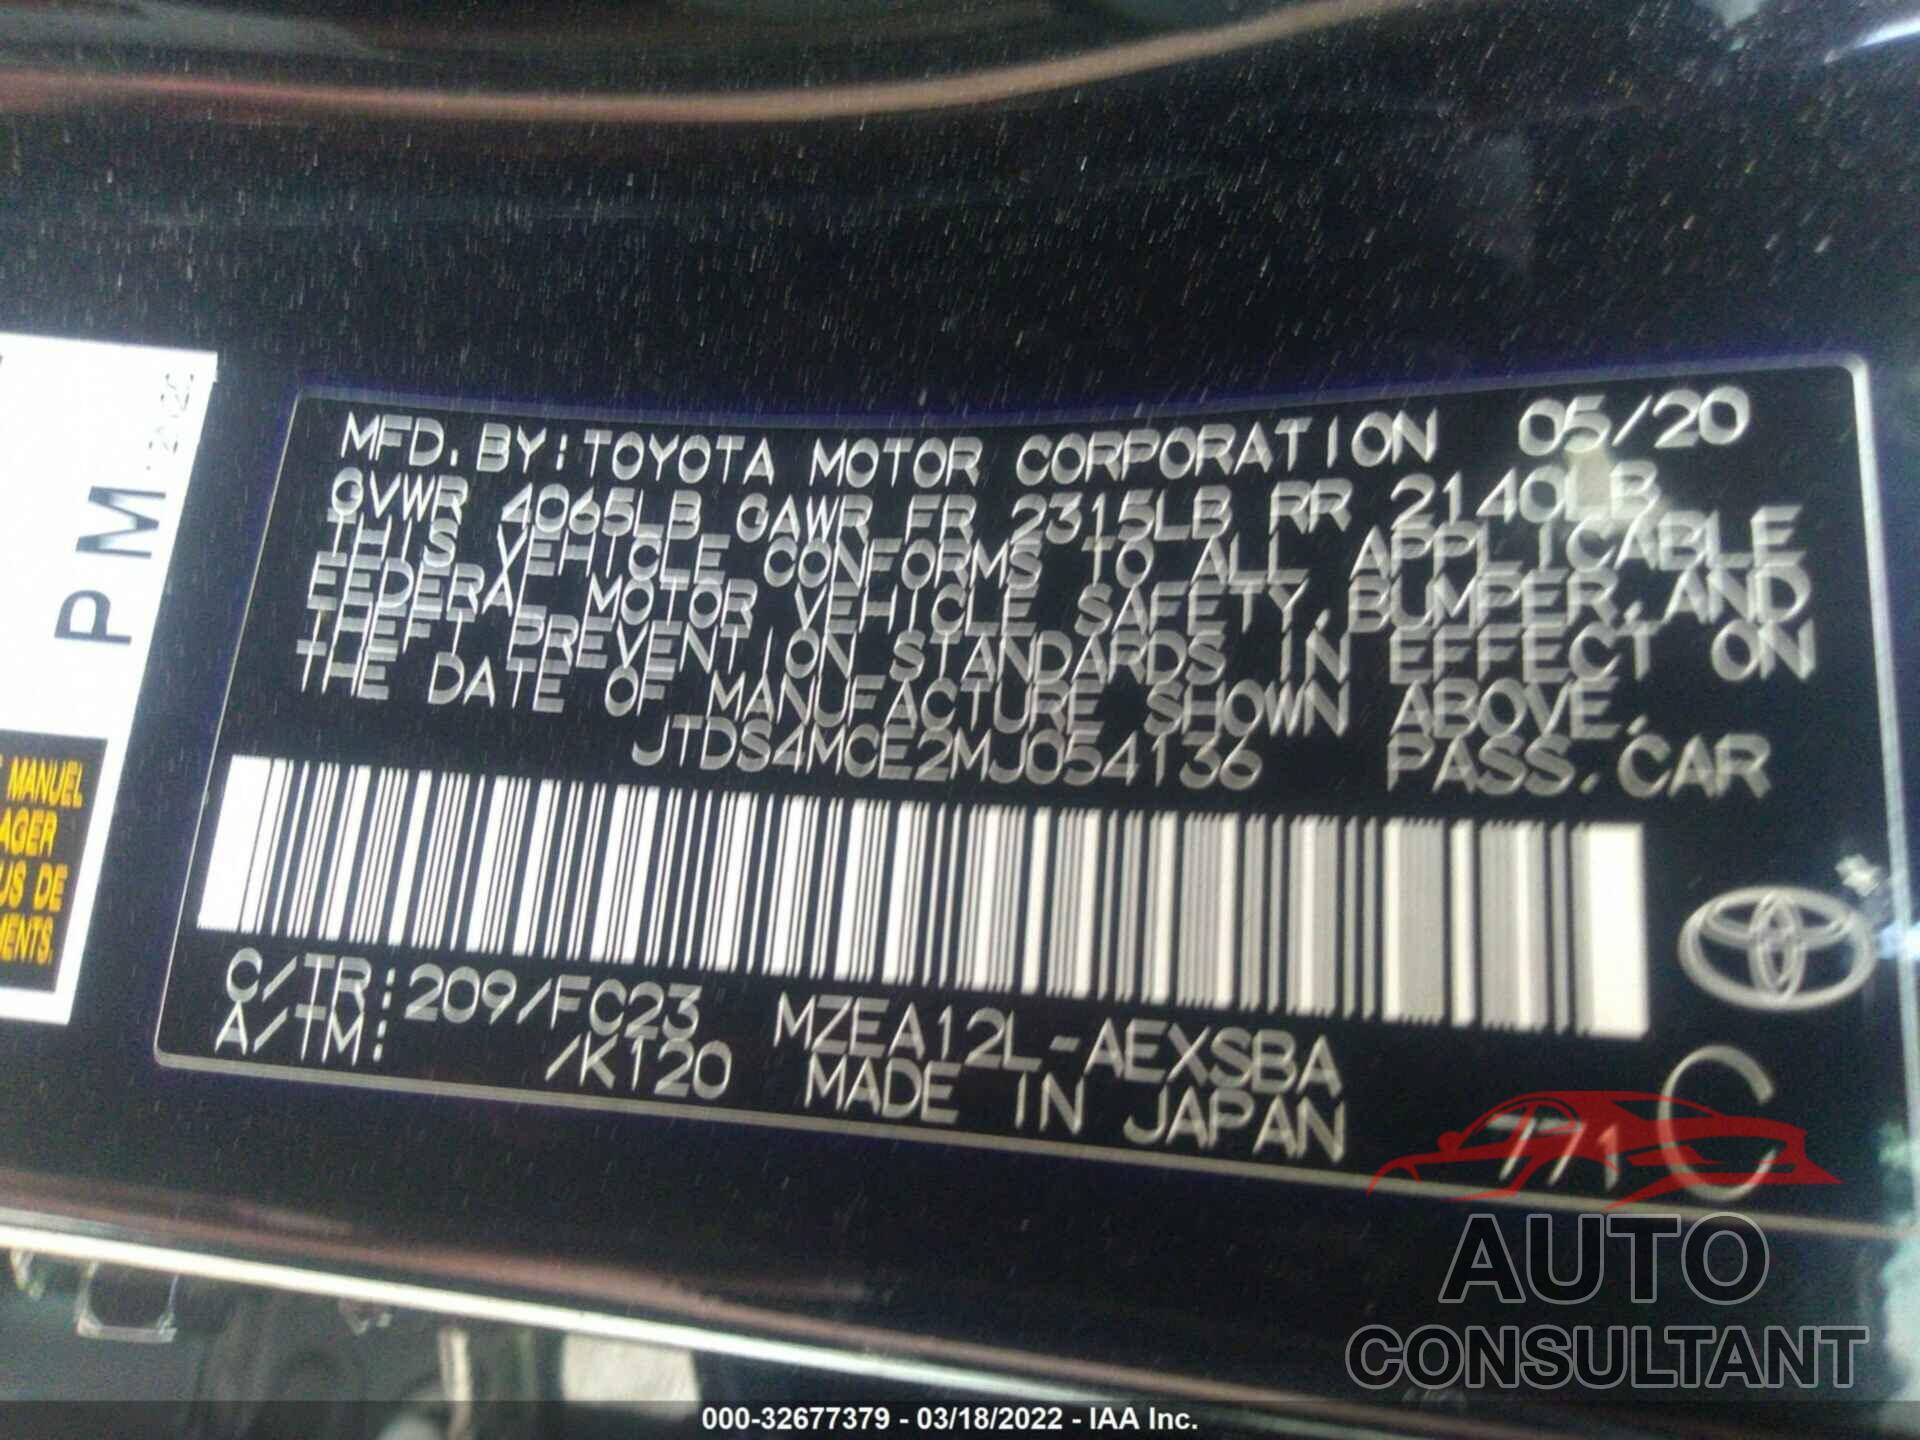 MFD. BY: TOYOTA MOTOR CORPORATION 05/20
GVWR 4065LB GAWR FR 2315LB RR 2140LB
THIS VEHICLE CONFORMS TO ALL APPLICABLE
FEDERAL MOTOR VEHICLE SAFETY, BUMPER, AND
THEFT PREVENTION STANDARDS IN EFFECT ON
THE DATE OF MANUFACTURE SHOWN ABOVE.
JTDS4MCE2MJ054136 PASS. CAR
C/TR: 209/FC23 MZEA12L-AEXSBA
A/TM: /K120 MADE IN JAPAN
771 C
PM
MANUEL
AGER
US DE
MENTS.
AUTO
CONSULTANT
000-32677379 - 03/18/2022 - IAA Inc.